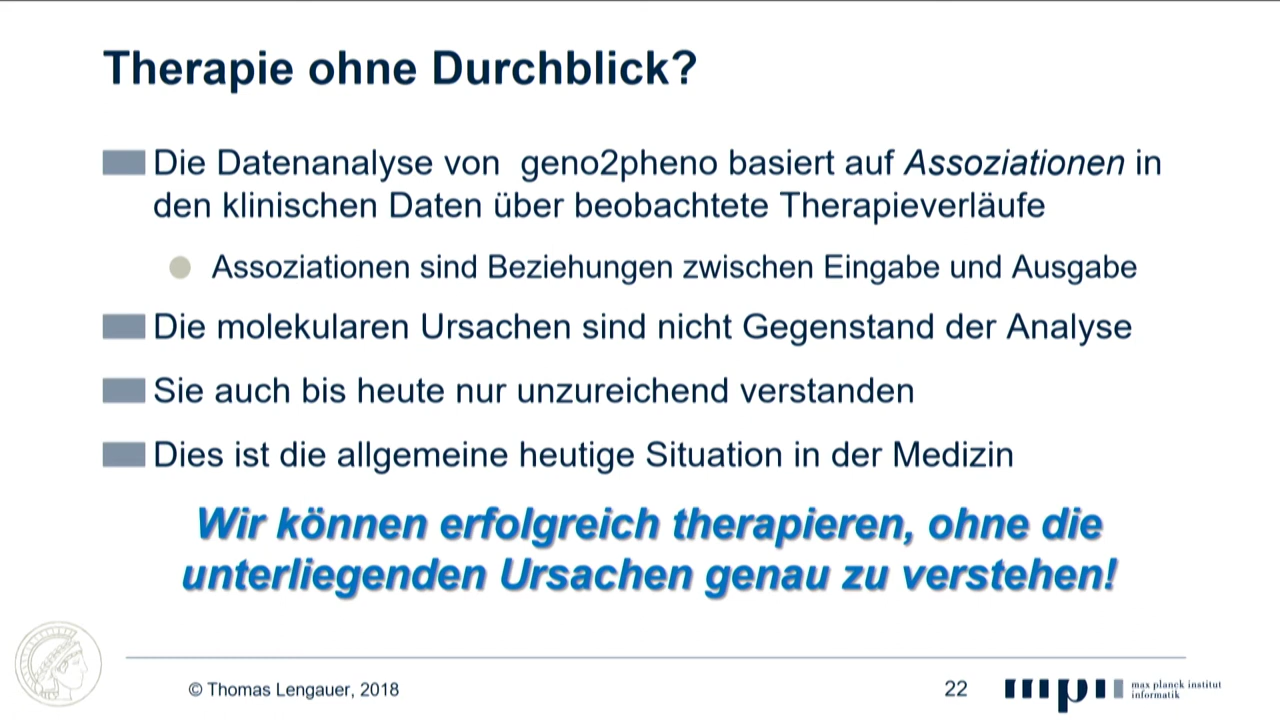 Therapie ohne Durchblick?
Die Datenanalyse von geno2pheno basiert auf Assoziationen in
den klinischen Daten über beobachtete Therapieverläufe
Assoziationen sind Beziehungen zwischen Eingabe und Ausgabe
Die molekularen Ursachen sind nicht Gegenstand der Analyse
Sie auch bis heute nur unzureichend verstanden
Dies ist die allgemeine heutige Situation in der Medizin
Wir können erfolgreich therapieren, ohne die
unterliegenden Ursachen genau zu verstehen!
© Thomas Lengauer, 2018
22
mpi
max planck institut
informatik